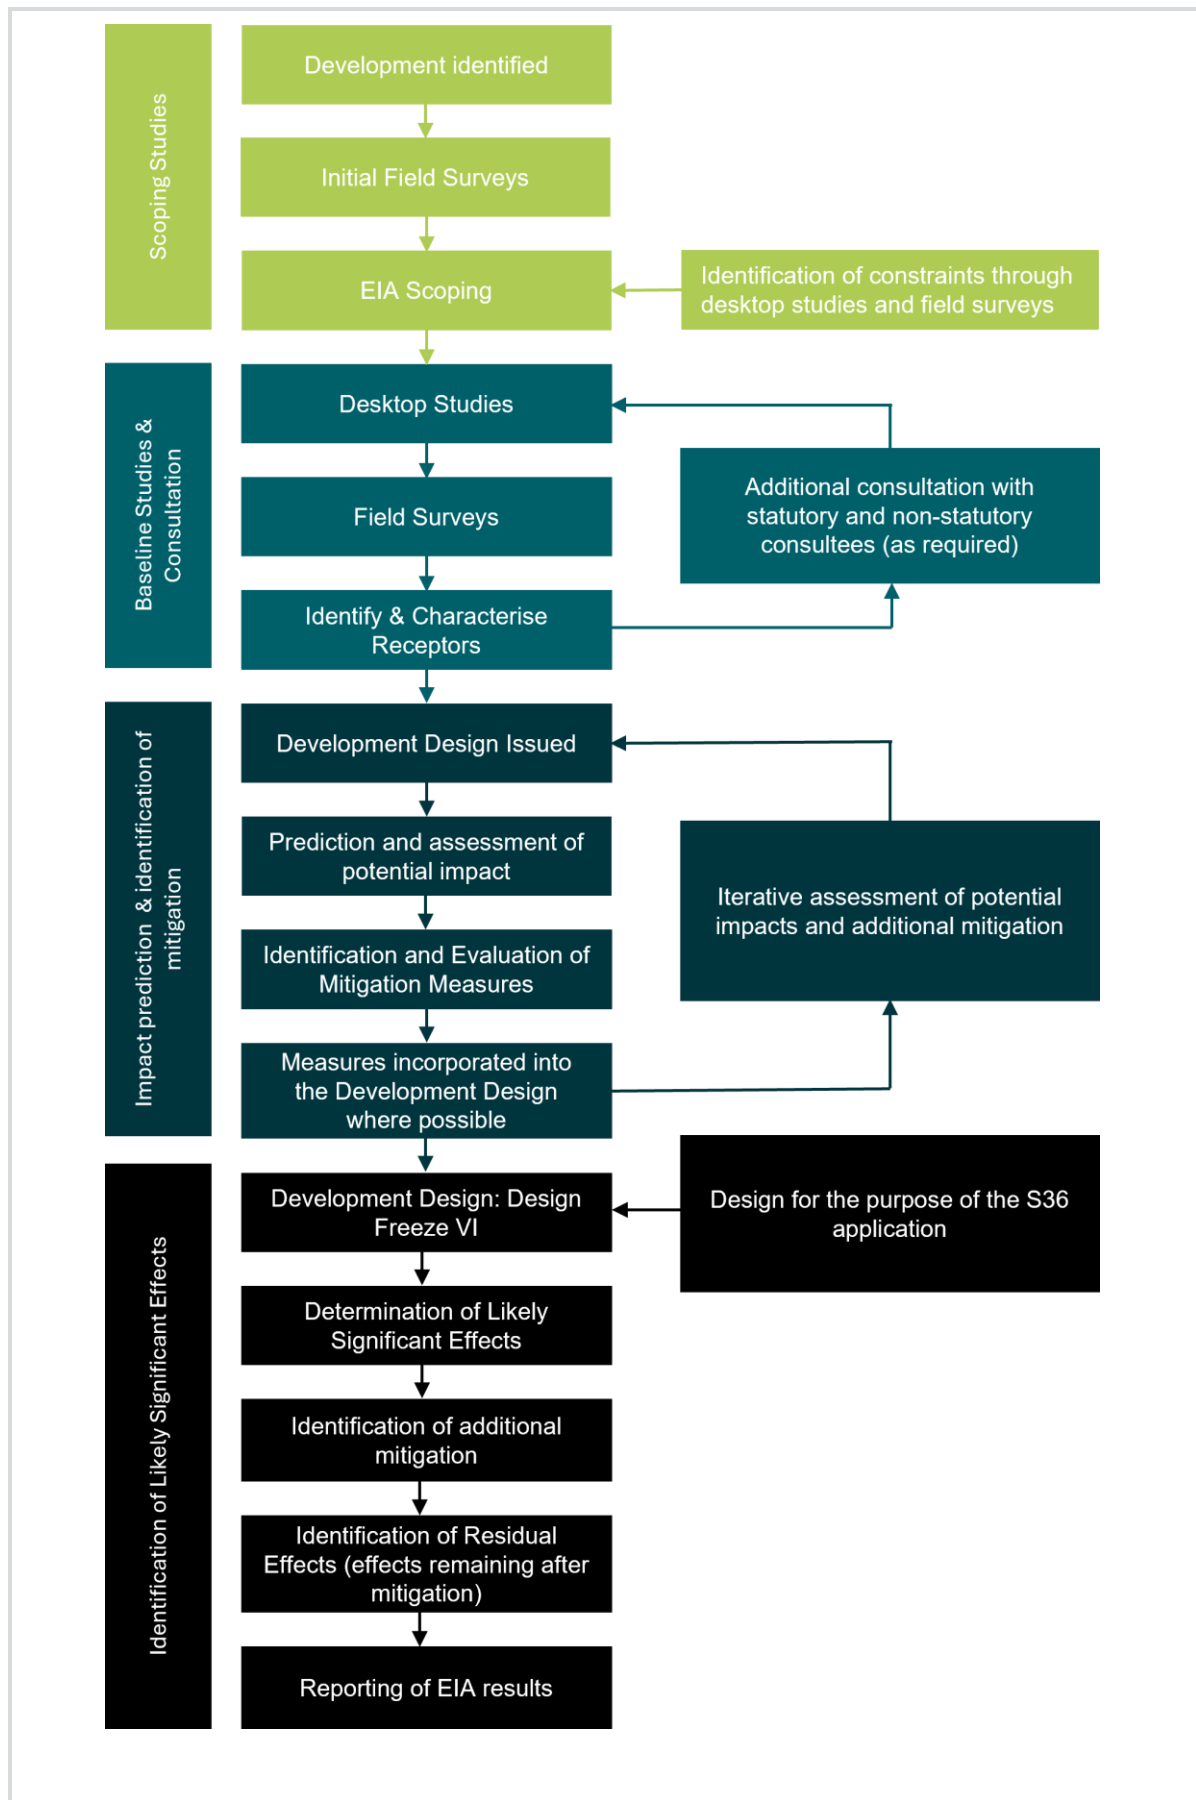 Scoping Studies
Development identified
Initial Field Surveys
EIA Scoping
Identification of constraints through
desktop studies and field surveys
Baseline Studies &
Consultation
Desktop Studies
Field Surveys
Identify & Characterise
Receptors
Additional consultation with
statutory and non-statutory
consultees (as required)
Impact prediction & identification of
mitigation
Development Design Issued
Prediction and assessment of
potential impact
Identification and Evaluation of
Mitigation Measures
Measures incorporated into
the Development Design
where possible
Iterative assessment of potential
impacts and additional mitigation
Identification of Likely Significant Effects
Development Design: Design
Freeze VI
Design for the purpose of the S36
application
Determination of Likely
Significant Effects
Identification of additional
mitigation
Identification of Residual
Effects (effects remaining after
mitigation)
Reporting of EIA results